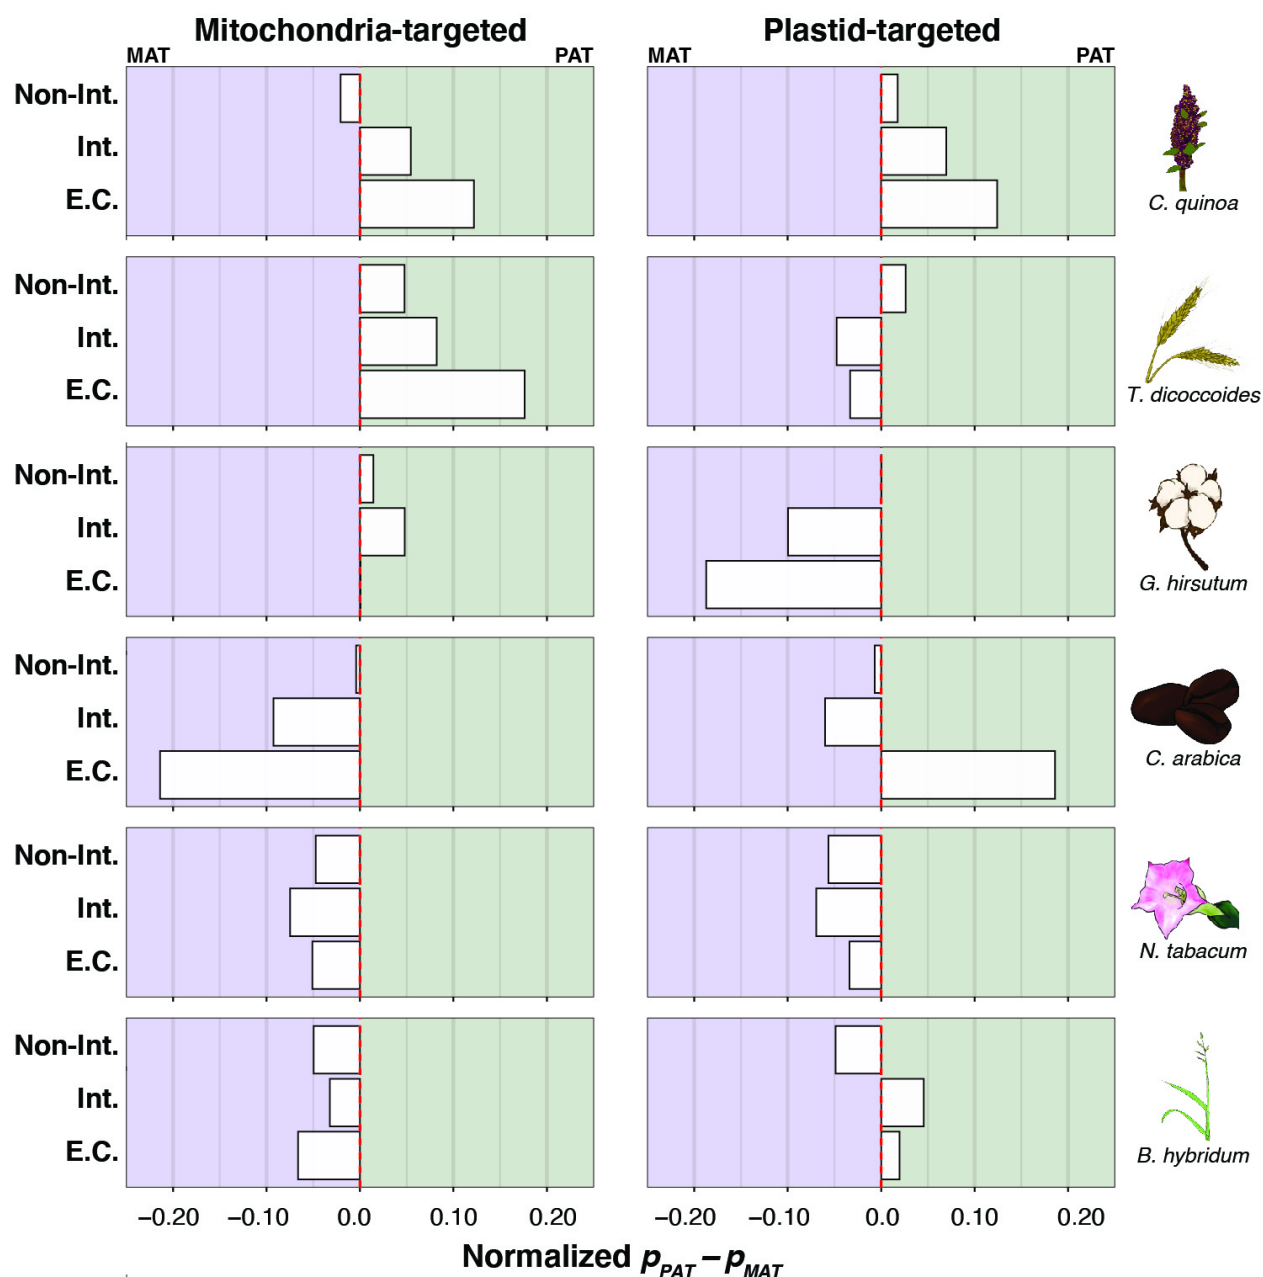 Mitochondria-targeted Plastid-targeted
MAT PAT MAT PAT
Non-Int.
Int.
E.C.
C. quinoa
Non-Int.
Int.
E.C.
T. dicoccoides
Non-Int.
Int.
E.C.
G. hirsutum
Non-Int.
Int.
E.C.
C. arabica
Non-Int.
Int.
E.C.
N. tabacum
Non-Int.
Int.
E.C.
B. hybridum
−0.20 −0.10 0.0 0.10 0.20 −0.20 −0.10 0.0 0.10 0.20
Normalized pPAT − pMAT